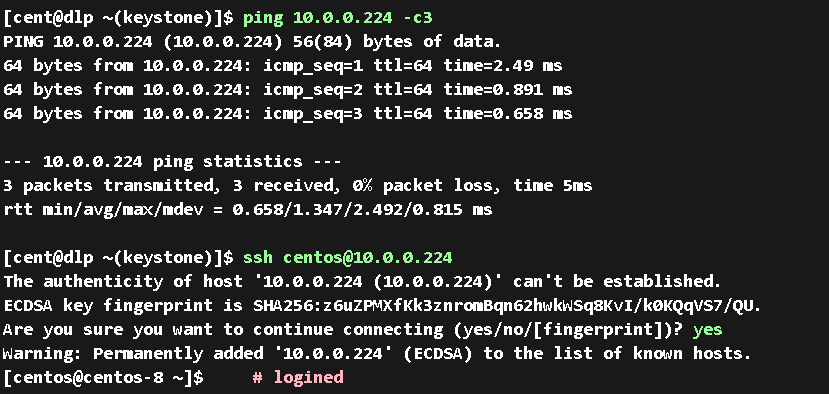 [cent@dlp ~(keystone)]$ ping 10.0.0.224 -c3
PING 10.0.0.224 (10.0.0.224) 56(84) bytes of data.
64 bytes from 10.0.0.224: icmp_seq=1 ttl=64 time=2.49 ms
64 bytes from 10.0.0.224: icmp_seq=2 ttl=64 time=0.891 ms
64 bytes from 10.0.0.224: icmp_seq=3 ttl=64 time=0.658 ms
--- 10.0.0.224 ping statistics ---
3 packets transmitted, 3 received, 0% packet loss, time 5ms
rtt min/avg/max/mdev = 0.658/1.347/2.492/0.815 ms
[cent@dlp ~(keystone)]$ ssh centos@10.0.0.224
The authenticity of host '10.0.0.224 (10.0.0.224)' can't be established.
ECDSA key fingerprint is SHA256:z6uZPMXfKk3znromBqn62hwkWSq8KvI/k0KQqVS7/QU.
Are you sure you want to continue connecting (yes/no/[fingerprint])? yes
Warning: Permanently added '10.0.0.224' (ECDSA) to the list of known hosts.
[centos@centos-8 ~]$ # logined